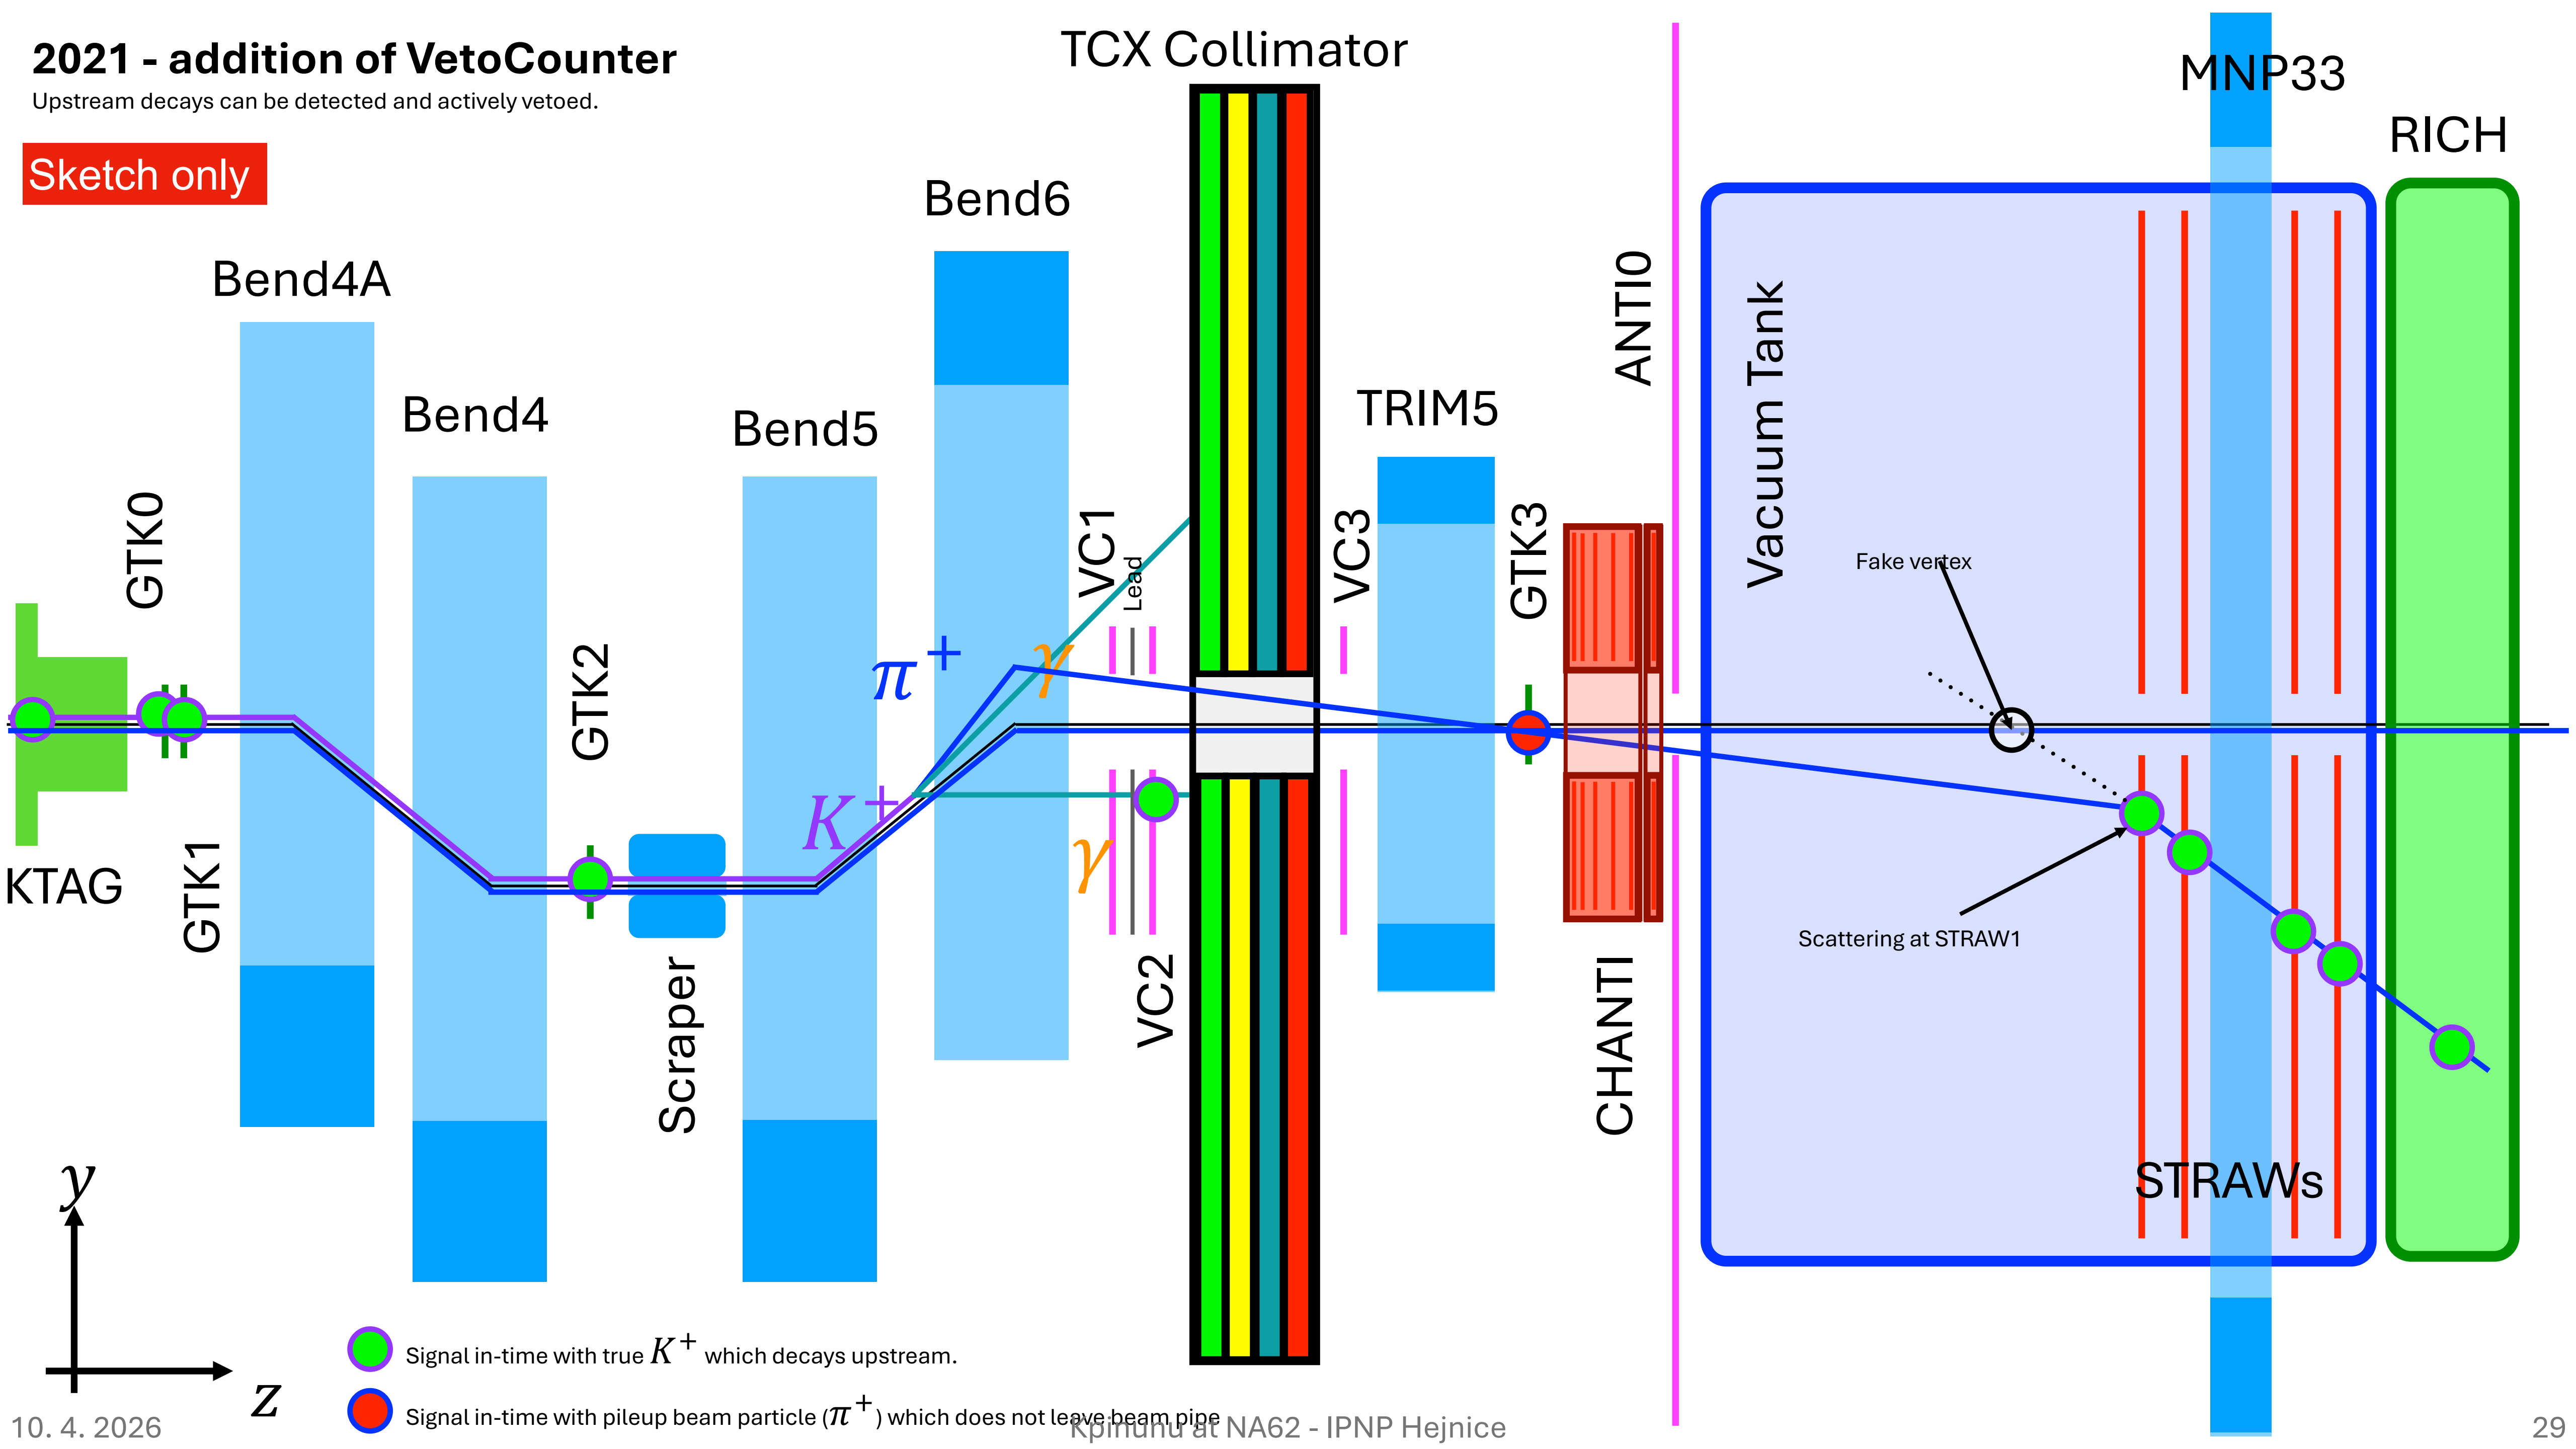 2021 - addition of VetoCounter
Upstream decays can be detected and actively vetoed.
Sketch only
TCX Collimator
MNP33
RICH
Bend6
Bend4A
Bend4
Bend5
TRIM5
ANTI0
Vacuum Tank
GTK0
VC1
Lead
VC3
GTK3
Fake vertex
π+
γ
GTK2
K+
γ
KTAG
GTK1
Scraper
VC2
CHANTI
Scattering at STRAW1
STRAWs
y
z
Signal in-time with true K+ which decays upstream.
Signal in-time with pileup beam particle (π+) which does not leave beam pipe
10. 4. 2026
Kpinunu at NA62 - IPNP Hejnice
29